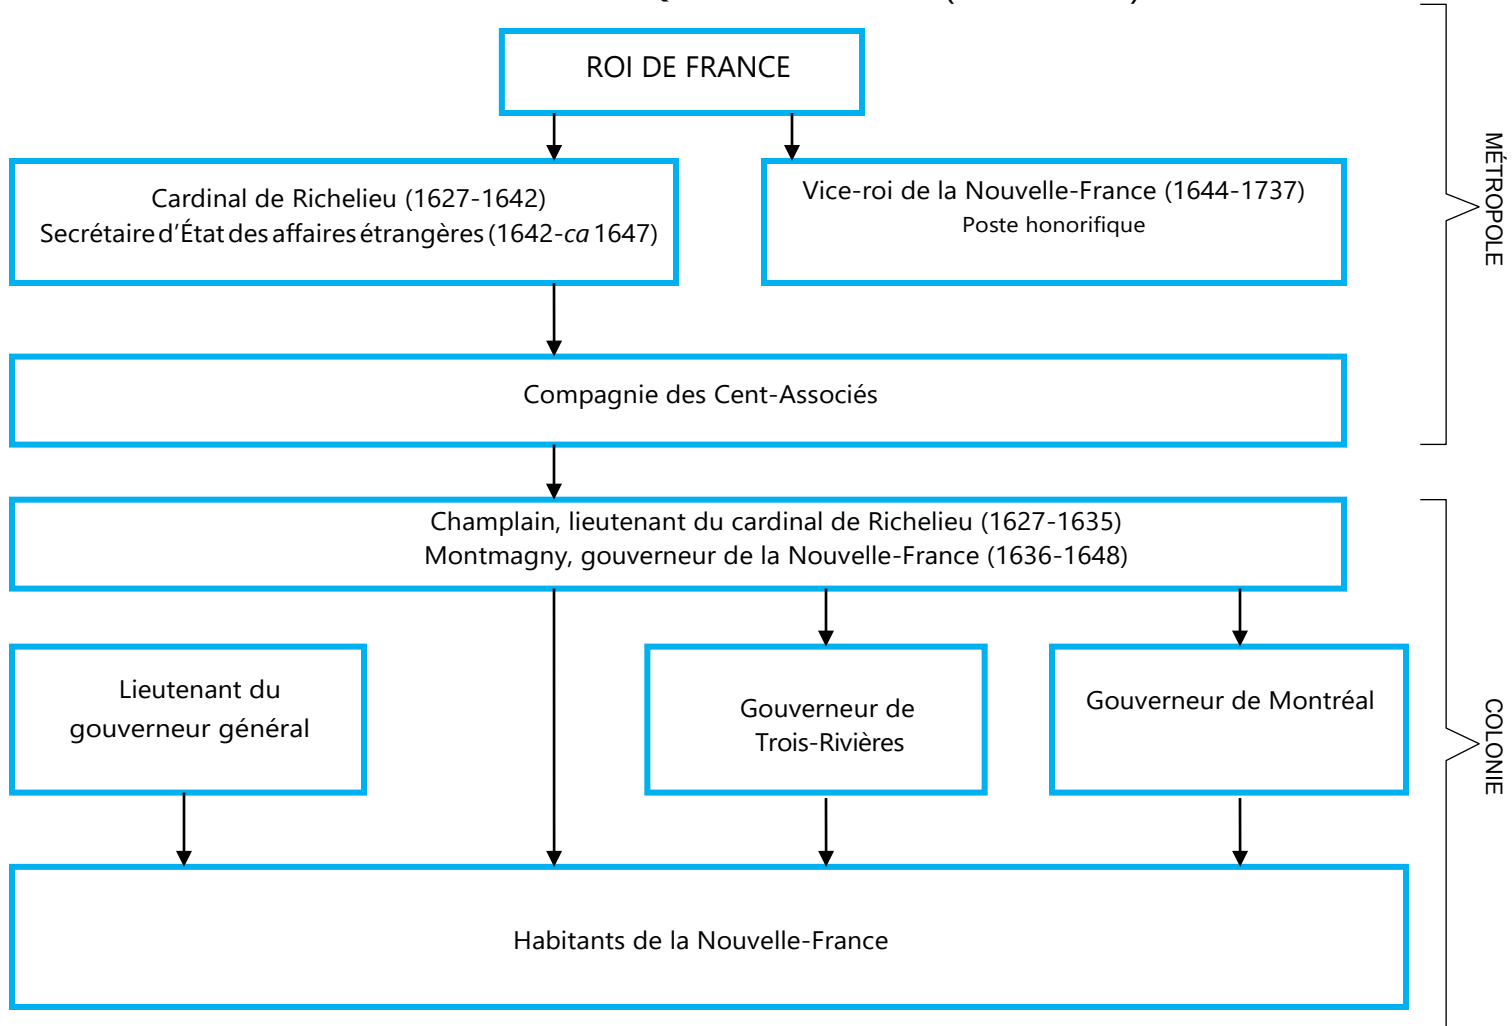 ROI DE FRANCE
Cardinal de Richelieu (1627-1642)
Secrétaire d’État des affaires étrangères (1642-ca 1647)
Vice-roi de la Nouvelle-France (1644-1737)
Poste honorifique
MÉTROPOLE
Compagnie des Cent-Associés
Champlain, lieutenant du cardinal de Richelieu (1627-1635)
Montmagny, gouverneur de la Nouvelle-France (1636-1648)
Lieutenant du
gouverneur général
Gouverneur de
Trois-Rivières
Gouverneur de Montréal
COLONIE
Habitants de la Nouvelle-France